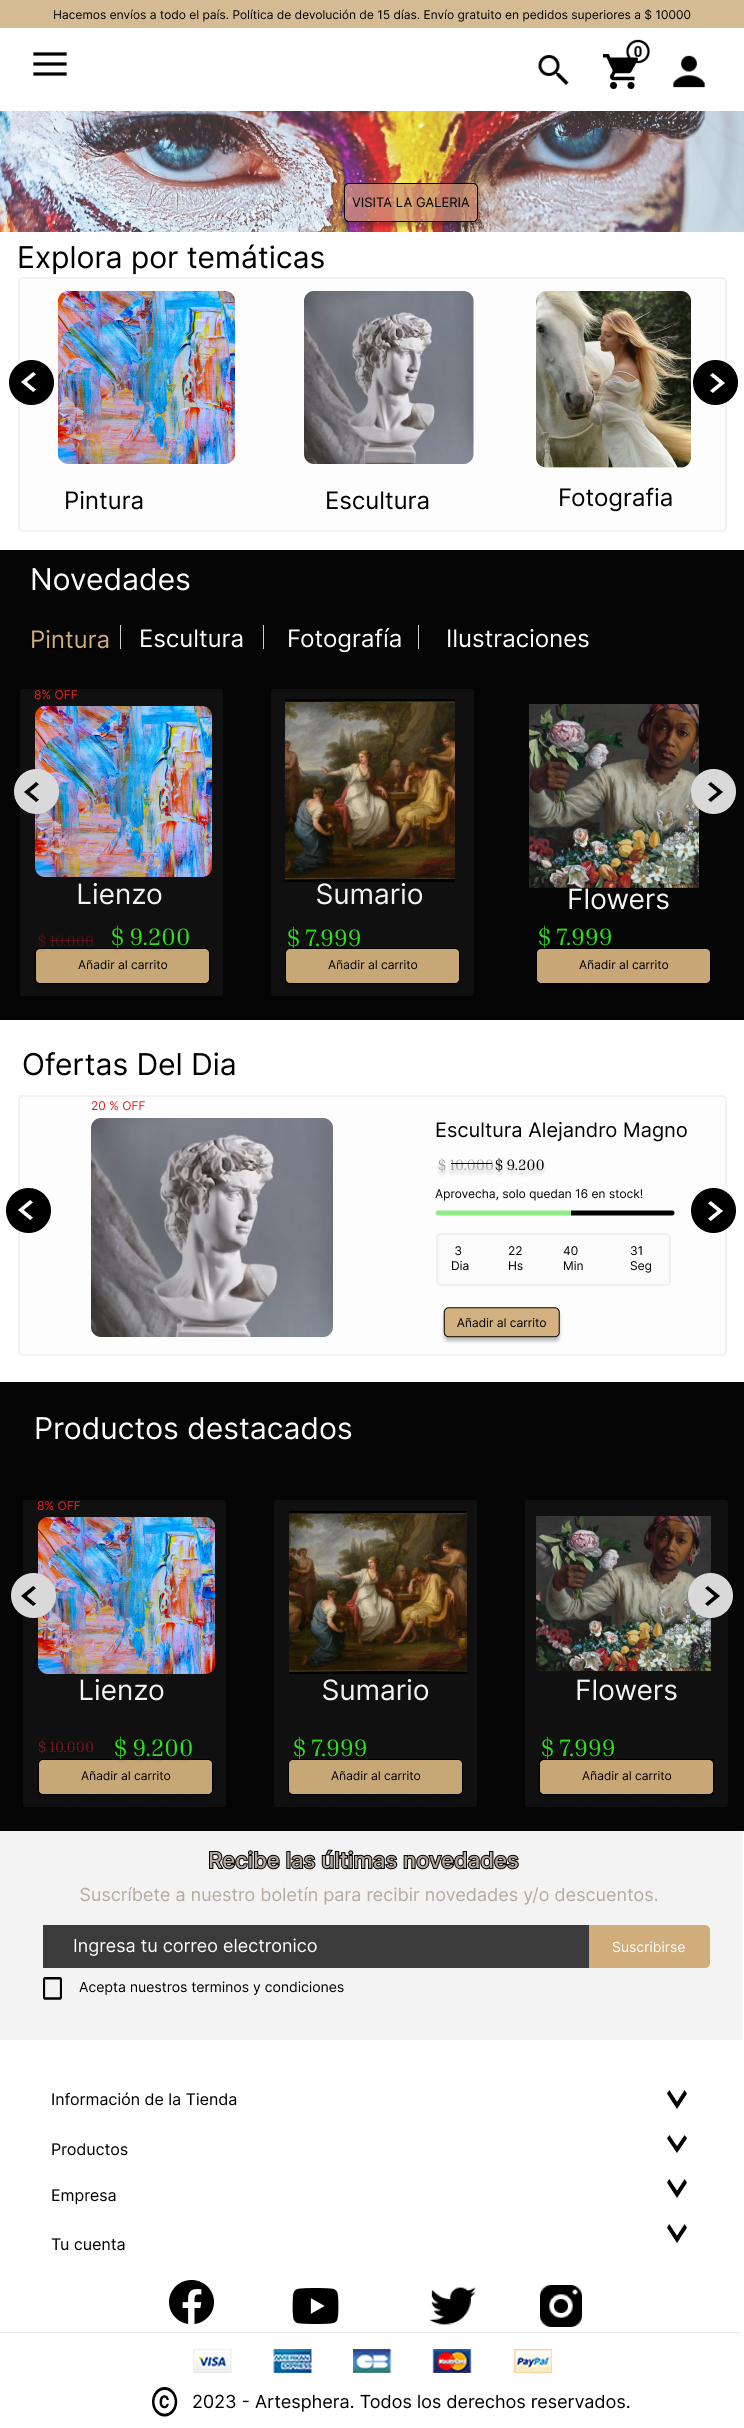 Hacemos envíos a todo el país. Política de devolución de 15 días. Envío gratuito en pedidos superiores a $ 10000
0
VISITA LA GALERIA
Explora por temáticas
Pintura
Escultura
Fotografia
Novedades
Pintura
Escultura
Fotografía
Ilustraciones
8% OFF
Lienzo
Sumario
Flowers
$ 10.000 $ 9.200
$ 7.999
$ 7.999
Añadir al carrito
Añadir al carrito
Añadir al carrito
Ofertas Del Dia
20 % OFF
Escultura Alejandro Magno
$ 10.000 $ 9.200
Aprovecha, solo quedan 16 en stock!
3 22 40 31
Dia Hs Min Seg
Añadir al carrito
Productos destacados
8% OFF
Lienzo
Sumario
Flowers
$ 10.000 $ 9.200
$ 7.999
$ 7.999
Añadir al carrito
Añadir al carrito
Añadir al carrito
Recibe las últimas novedades
Suscríbete a nuestro boletín para recibir novedades y/o descuentos.
Ingresa tu correo electronico
Suscribirse
Acepta nuestros terminos y condiciones
Información de la Tienda
Productos
Empresa
Tu cuenta
VISA
AMERICAN EXPRESS
CB
MasterCard
PayPal
© 2023 - Artesphera. Todos los derechos reservados.